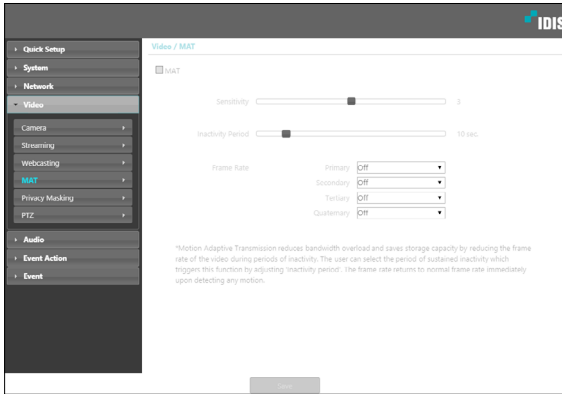 IDIS
Quick Setup
System
Network
Video
Camera
Streaming
Webcasting
MAT
Privacy Masking
PTZ
Audio
Event Action
Event
Video / MAT
MAT
Sensitivity 3
Inactivity Period 10 sec.
Frame Rate Primary Off
Secondary Off
Tertiary Off
Quaternary Off
*Motion Adaptive Transmission reduces bandwidth overload and saves storage capacity by reducing the frame
rate of the video during periods of inactivity. The user can select the period of sustained inactivity which
triggers this function by adjusting 'inactivity period'. The frame rate returns to normal frame rate immediately
upon detecting any motion.
Save